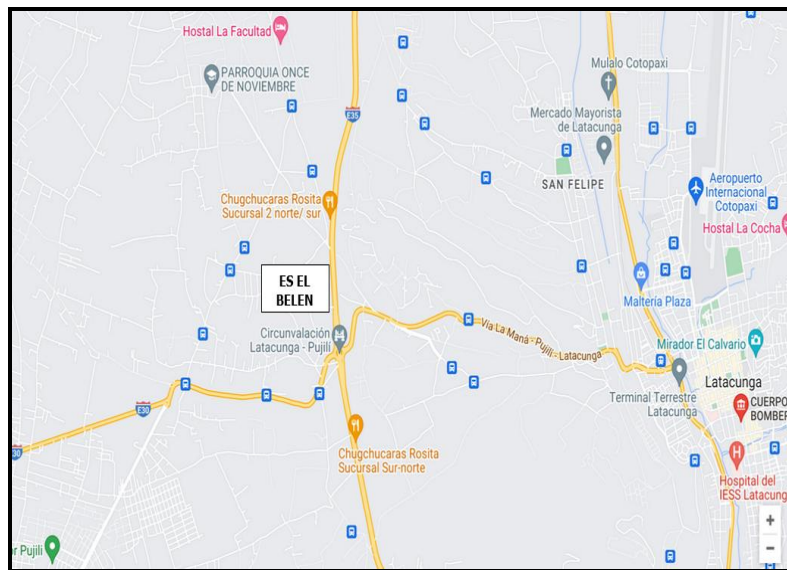 Hostal La Facultad
PARROQUIA ONCE
DE NOVIEMBRE
E35
Mulalo Cotopaxi
Mercado Mayorista
de Latacunga
SAN FELIPE
Aeropuerto
Internacional
Cotopaxi
Hostal La Cocha
Chugchucaras Rosita
Sucursal 2 norte/ sur
ES EL
BELEN
Maltería Plaza
Circunvalación
Latacunga - Pujilí
Vía La Maná - Pujilí - Latacunga
Mirador El Calvario
Latacunga
Terminal Terrestre
Latacunga
CUERPO
BOMBER
E30
30
Chugchucaras Rosita
Sucursal Sur-norte
Hospital del
IESS Latacung
r Pujilí
+
−